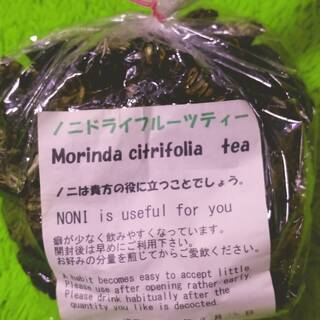 ノニドライフルーツティー
Morinda citrifolia tea
ノニは貴方の役に立つことでしょう。
NONI is useful for you
癖が少なく飲みやすくなっています。
開封後は早めにご利用下さい。
お好みの分量を煎じてからご愛飲ください。
A habit becomes easy to accept little
Please use after opening rather early.
Please drink habitually after the
quantity you like is decocted